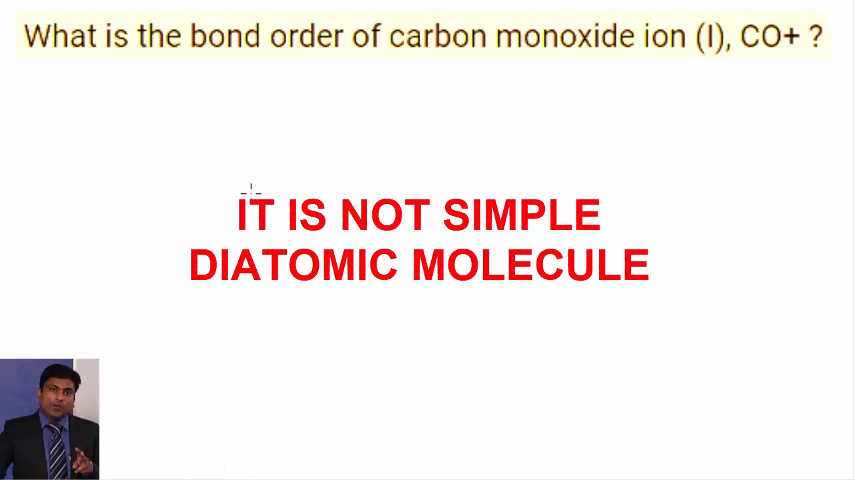 What is the bond order of carbon monoxide ion (I), CO+ ?
IT IS NOT SIMPLE
DIATOMIC MOLECULE